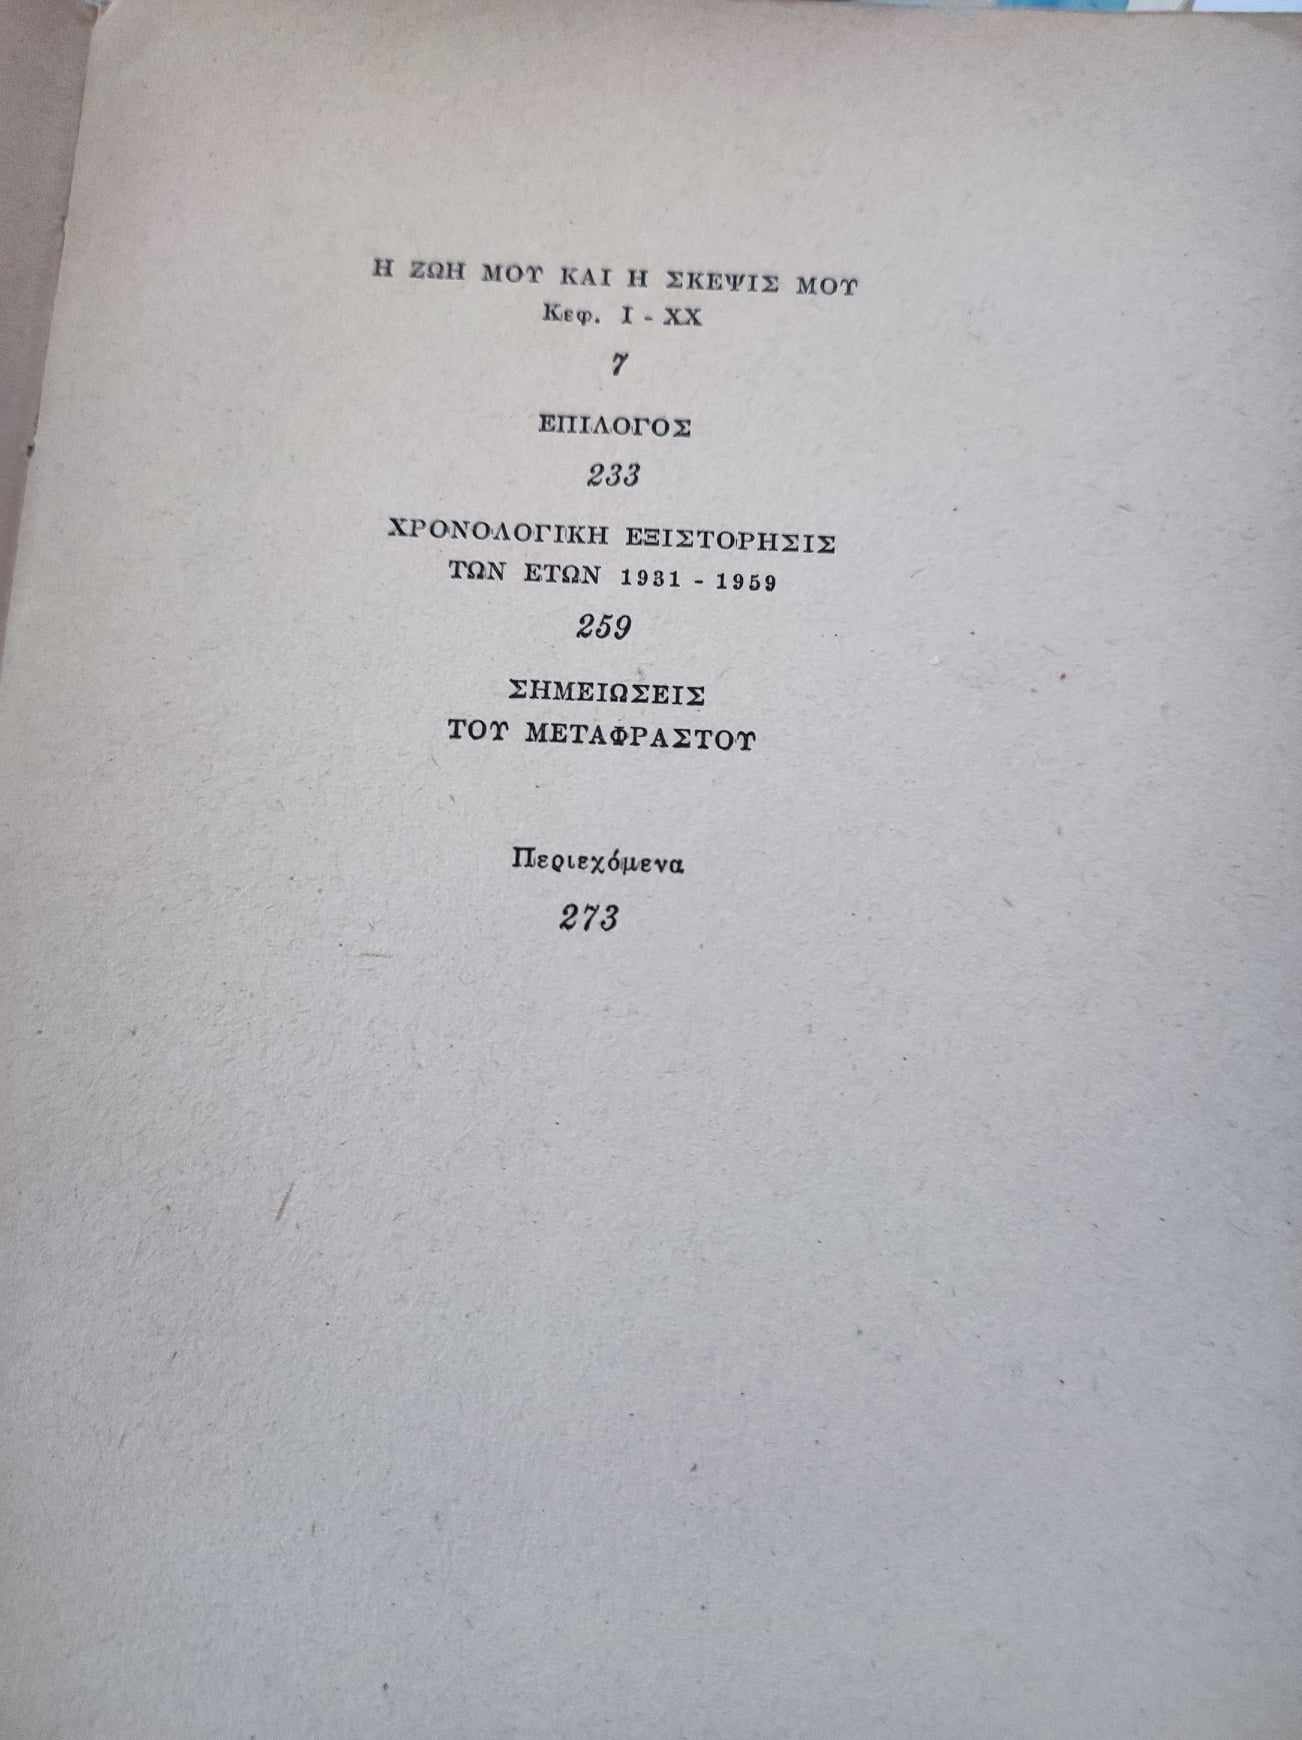 Η ΖΩΗ ΜΟΥ ΚΑΙ Η ΣΚΕΨΙΣ ΜΟΥ
Κεφ. I - XX
7
ΕΠΙΛΟΓΟΣ
233
ΧΡΟΝΟΛΟΓΙΚΗ ΕΞΙΣΤΟΡΗΣΙΣ
ΤΩΝ ΕΤΩΝ 1931 - 1959
259
ΣΗΜΕΙΩΣΕΙΣ
ΤΟΥ ΜΕΤΑΦΡΑΣΤΟΥ
Περιεχόμενα
273